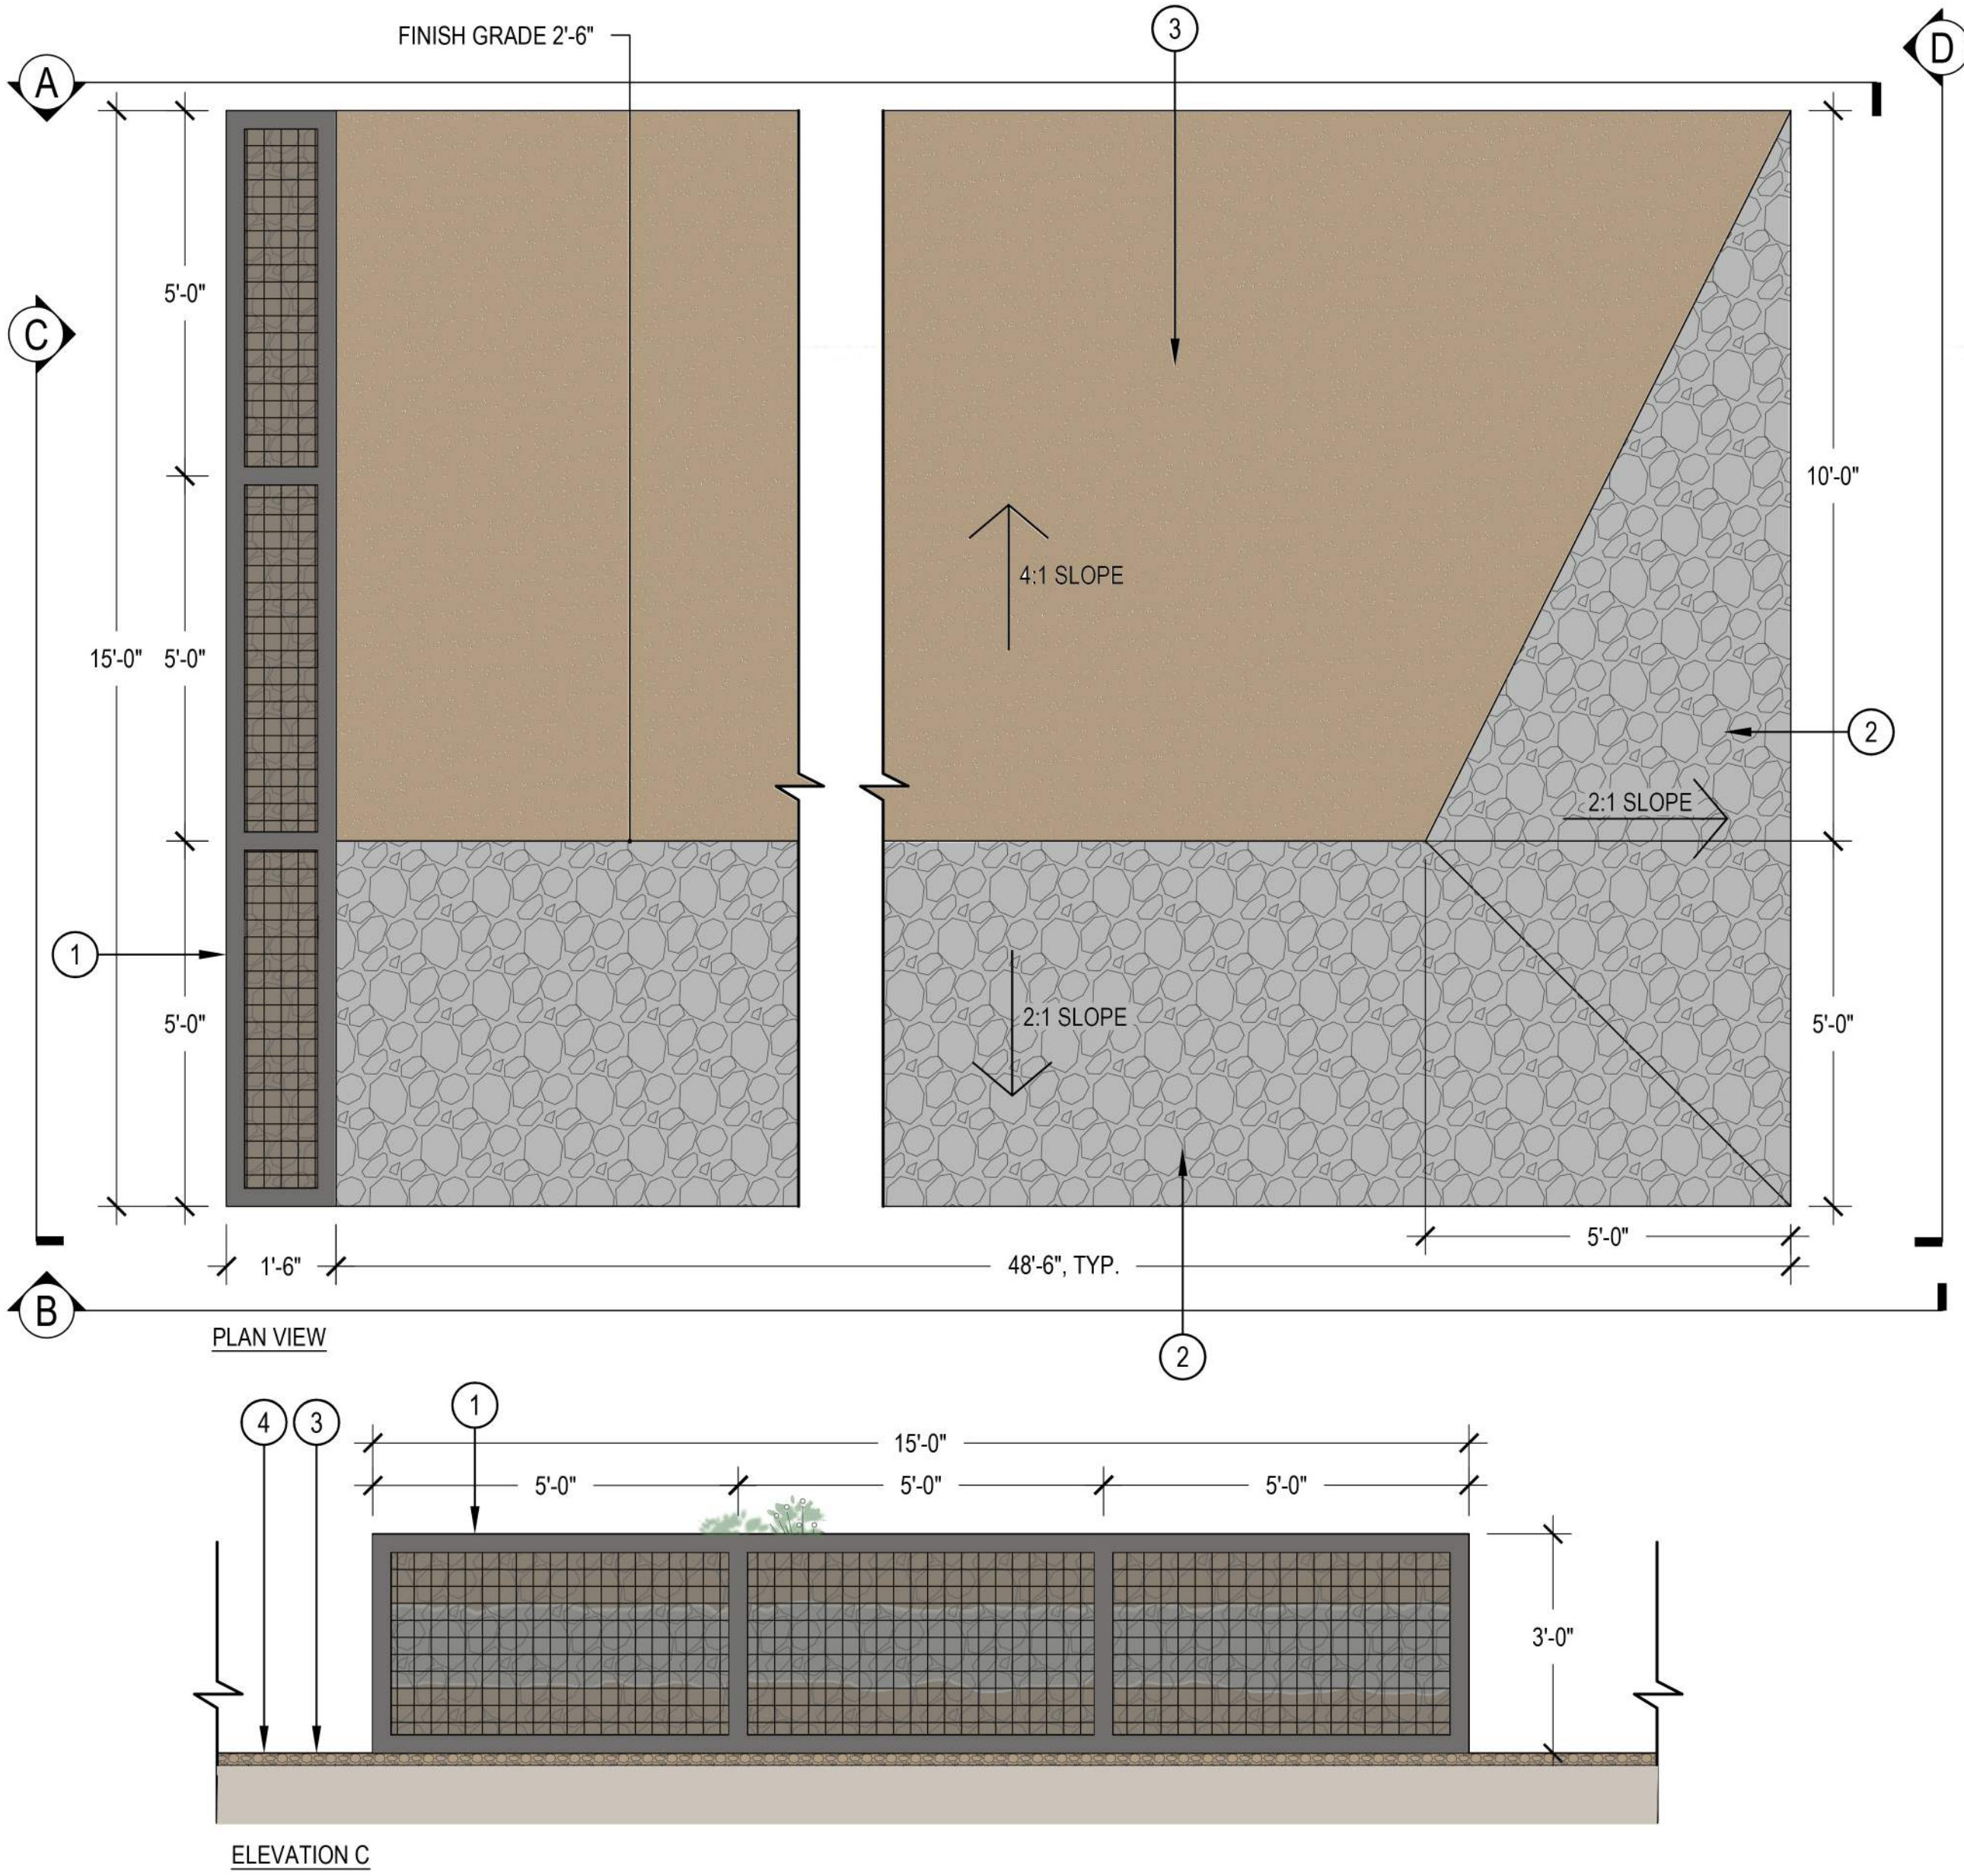 FINISH GRADE 2'-6"
3
D
A
5'-0"
C
10'-0"
4:1 SLOPE
15'-0"
5'-0"
2
2:1 SLOPE
1
5'-0"
2:1 SLOPE
5'-0"
5'-0"
1'-6"
48'-6", TYP.
B
PLAN VIEW
2
4
3
1
15'-0"
5'-0"
5'-0"
5'-0"
3'-0"
ELEVATION C